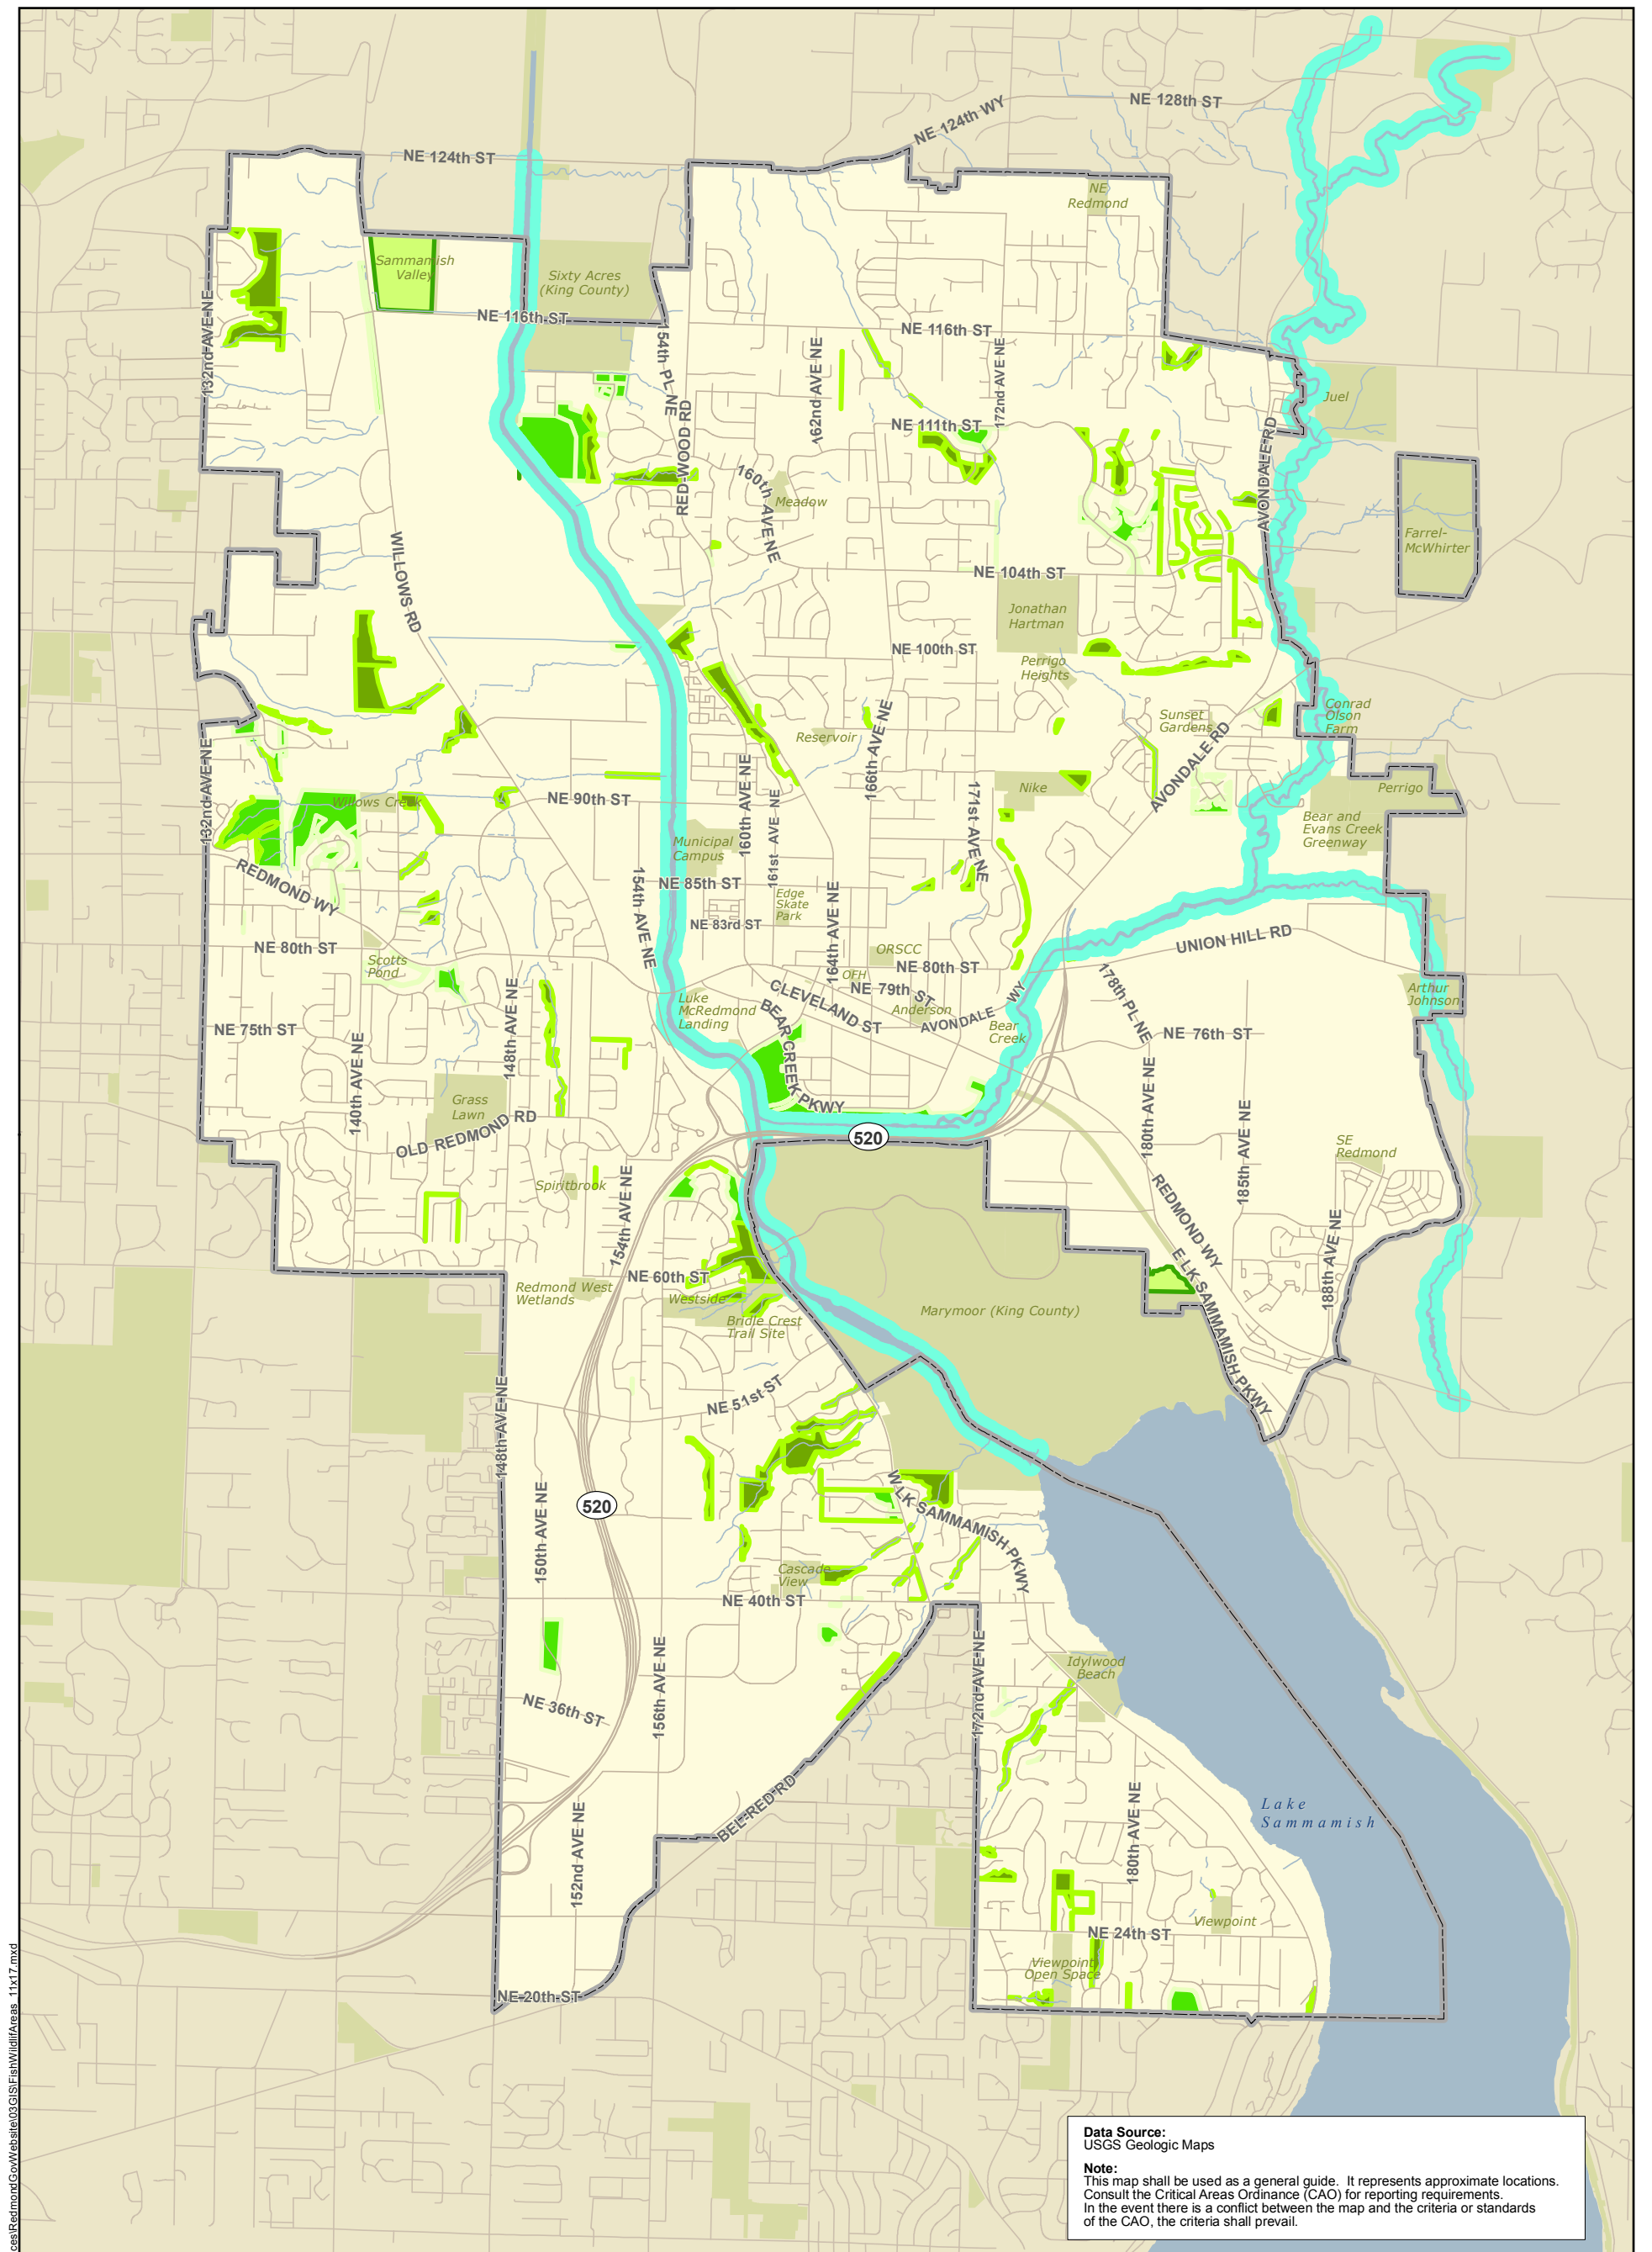 NE 128th ST
NE 124th WY
NE 124th ST
NE
Redmond
Sammamish
Valley
Sixty Acres
(King County)
NE 116th ST
NE 116th ST
132nd AVE NE
154th PL NE
162nd AVE NE
172nd AVE NE
Juel
RED-WOOD RD
NE 111th ST
AVONDALE RD
160th AVE NE
Meadow
Farrel-
McWhirter
WILLOWS RD
NE 104th ST
Jonathan
Hartman
NE 100th ST
Perrigo
Heights
Conrad
Olson
Farm
Sunset
Gardens
Reservoir
166th AVE NE
AVONDALE RD
132nd AVE NE
160th AVE NE
161st AVE NE
171st AVE NE
Nike
Perrigo
Willows Creek
NE 90th ST
Bear and
Evans Creek
Greenway
Municipal
Campus
REDMOND WY
154th AVE NE
NE 85th ST
Edge
Skate
Park
164th AVE NE
NE 83rd ST
NE 80th ST
Scotts
Pond
ORSCC
NE 80th ST
OFH
NE 79th ST
UNION HILL RD
178th PL NE
Arthur
Johnson
Luke
McRedmond
Landing
CLEVELAND ST
Anderson
AVONDALE WY
Bear
Creek
BEAR CREEK PKWY
NE 75th ST
148th AVE NE
140th AVE NE
NE 76th ST
180th AVE NE
185th AVE NE
Grass
Lawn
OLD REDMOND RD
520
SE
Redmond
Spiritbrook
154th AVE NE
REDMOND WY
188th AVE NE
E LK SAMMAMISH PKWY
NE 60th ST
Redmond West
Wetlands
Westside
Bridle Crest
Trail Site
Marymoor (King County)
NE 51st ST
148th AVE NE
W LK SAMMAMISH PKWY
150th AVE NE
520
Cascade
View
NE 40th ST
156th AVE NE
172nd AVE NE
Idylwood
Beach
NE 36th ST
BEL-RED RD
152nd AVE NE
180th AVE NE
Lake
Sammamish
Viewpoint
NE 24th ST
Viewpoint
Open Space
NE 20th ST
ces\RedmondGovWebsite\03GIS\FishWildlifAreas_11x17.mxd
Data Source:
USGS Geologic Maps
Note:
This map shall be used as a general guide. It represents approximate locations.
Consult the Critical Areas Ordinance (CAO) for reporting requirements.
In the event there is a conflict between the map and the criteria or standards
of the CAO, the criteria shall prevail.